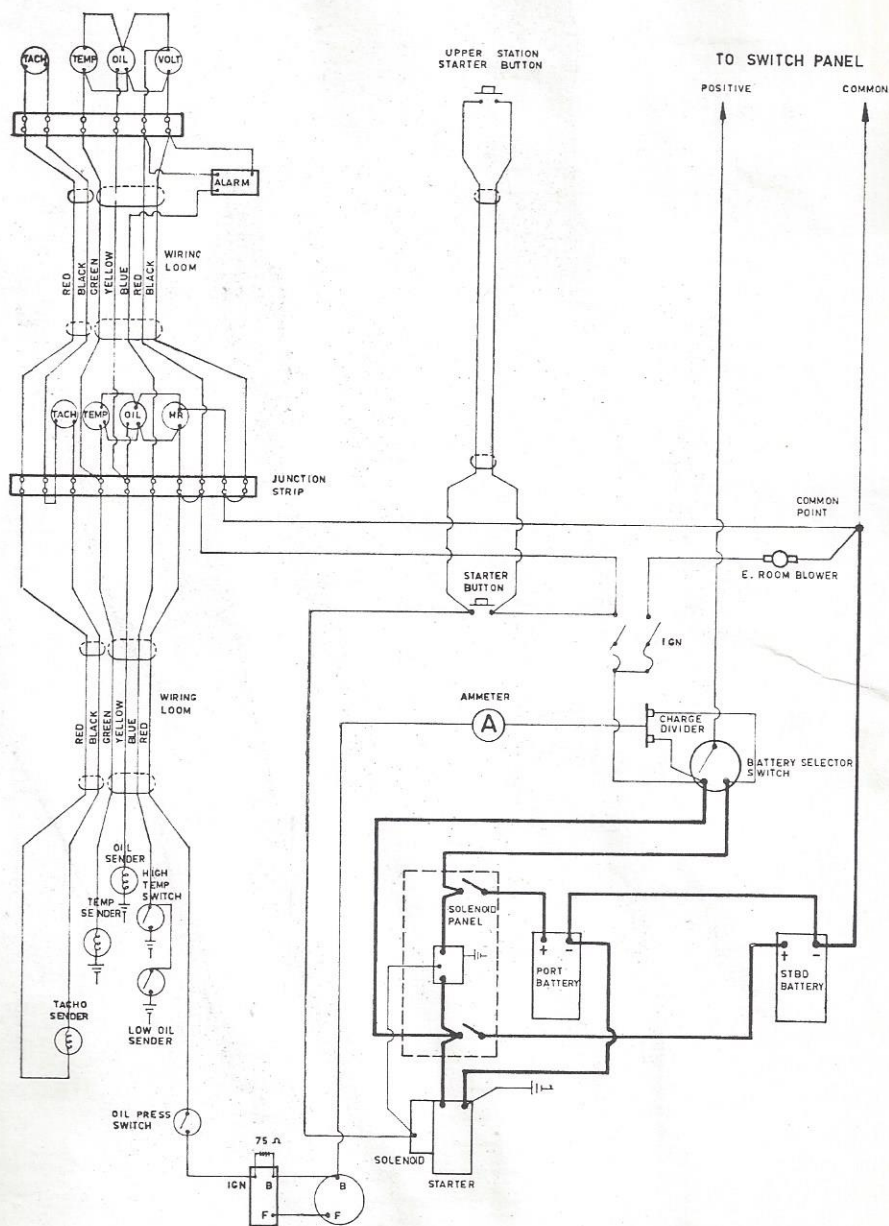 TACH
TEMP
OIL
VOLT
UPPER STATION
STARTER BUTTON
TO SWITCH PANEL
POSITIVE
COMMON
ALARM
WIRING
LOOM
RED
BLACK
GREEN
YELLOW
BLUE
RED
BLACK
TACH
TEMP
OIL
HR
JUNCTION
STRIP
COMMON
POINT
STARTER
BUTTON
E. ROOM BLOWER
IGN
WIRING
LOOM
RED
BLACK
GREEN
YELLOW
BLUE
RED
AMMETER
A
CHARGE
DIVIDER
BATTERY SELECTOR
SWITCH
OIL
SENDER
HIGH
TEMP
SWITCH
TEMP
SENDER
SOLENOID
PANEL
+ -
PORT
BATTERY
+ -
STBD
BATTERY
TACHO
SENDER
LOW OIL
SENDER
OIL PRESS
SWITCH
75 Ω
IGN
B
F
B
F
SOLENOID
STARTER